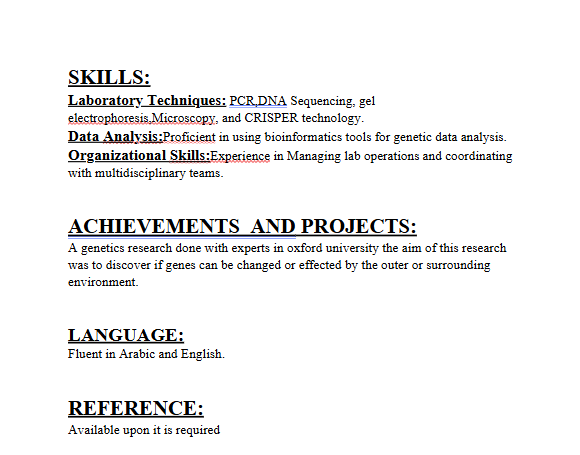 SKILLS:
Laboratory Techniques: PCR,DNA Sequencing, gel
electrophoresis,Microscopy, and CRISPER technology.
Data Analysis:Proficient in using bioinformatics tools for genetic data analysis.
Organizational Skills:Experience in Managing lab operations and coordinating
with multidisciplinary teams.
ACHIEVEMENTS  AND PROJECTS:
A genetics research done with experts in oxford university the aim of this research
was to discover if genes can be changed or effected by the outer or surrounding
environment.
LANGUAGE:
Fluent in Arabic and English.
REFERENCE:
Available upon it is required